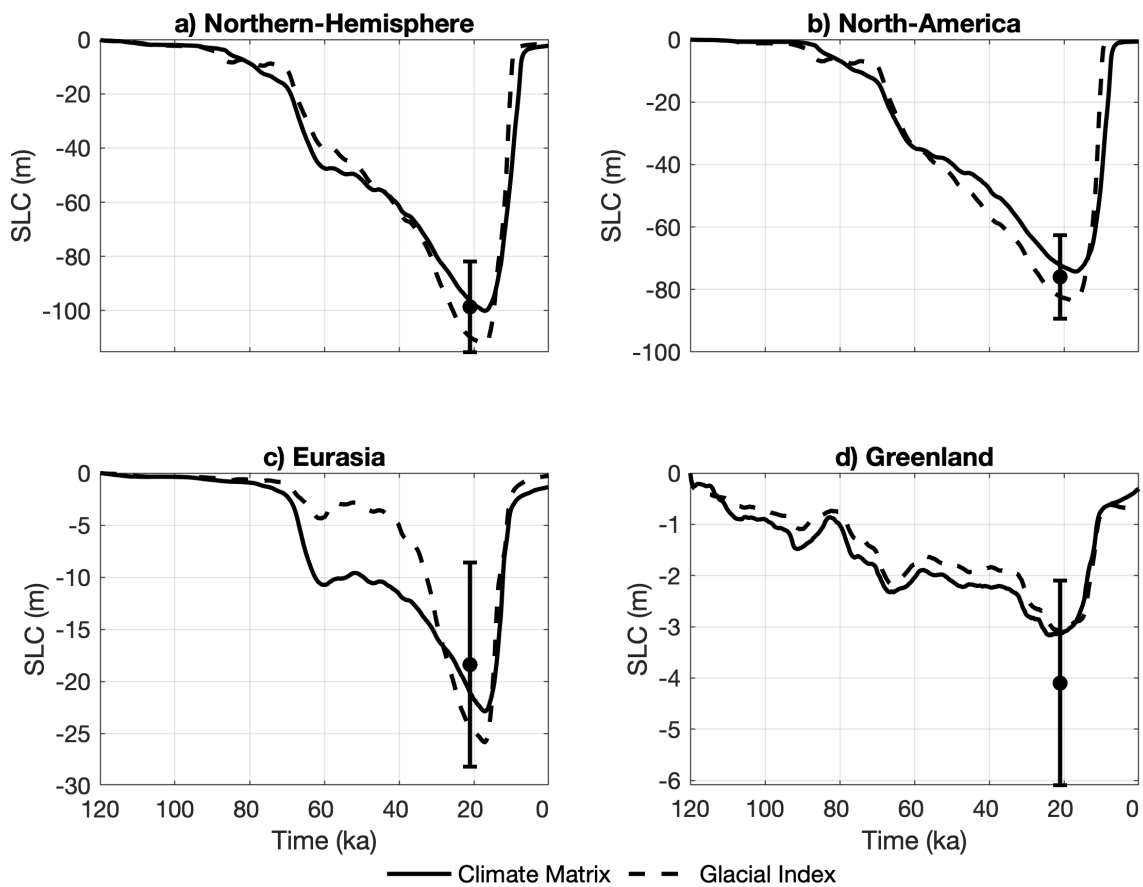 a) Northern-Hemisphere
0
-20
-40
-60
-80
-100
SLC (m)
b) North-America
0
-20
-40
-60
-80
-100
SLC (m)
c) Eurasia
0
-5
-10
-15
-20
-25
-30
SLC (m)
120 100 80 60 40 20 0
Time (ka)
d) Greenland
0
-1
-2
-3
-4
-5
-6
SLC (m)
120 100 80 60 40 20 0
Time (ka)
Climate Matrix Glacial Index